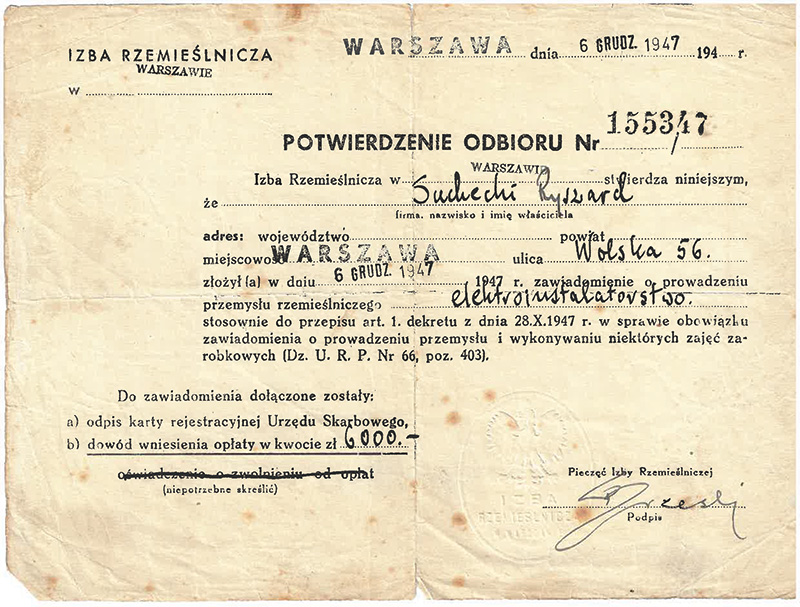 IZBA RZEMIEŚLNICZA
WARSZAWIE
w
WARSZAWA dnia 6 GRUDZ. 1947 194 r.
POTWIERDZENIE ODBIORU Nr 1553/47
Izba Rzemieślnicza w WARSZAWIE stwierdza niniejszym,
że Suchecki Ryszard
firma, nazwisko i imię właściciela
adres: województwo powiat
miejscowość WARSZAWA ulica Wolska 56.
złożył (a) w dniu 6 GRUDZ. 1947 1947 r. zawiadomienie o prowadzeniu
przemysłu rzemieślniczego elektroinstalatorstwo.
stosownie do przepisu art. 1. dekretu z dnia 28.X.1947 r. w sprawie obowiązku
zawiadomienia o prowadzeniu przemysłu i wykonywaniu niektórych zajęć za-
robkowych (Dz. U. R. P. Nr 66, poz. 403).
Do zawiadomienia dołączone zostały:
a) odpis karty rejestracyjnej Urzędu Skarbowego,
b) dowód wniesienia opłaty w kwocie zł 6000.-
oświadczenie o zwolnieniu od opłat
(niepotrzebne skreślić)
Pieczęć Izby Rzemieślniczej
Podpis
IZBA
RZEMIEŚLNICZA